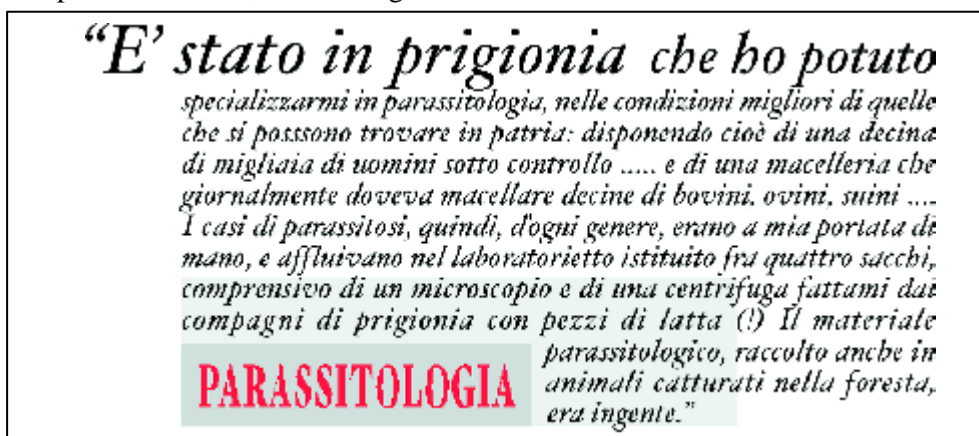 “E’ stato in prigionia che ho potuto
specializzarmi in parassitologia, nelle condizioni migliori di quelle
che si posssono trovare in patria: disponendo cioè di una decina
di migliaia di uomini sotto controllo ..... e di una macelleria che
giornalmente doveva macellare decine di bovini, ovini, suini ....
I casi di parassitosi, quindi, d'ogni genere, erano a mia portata di
mano, e affluivano nel laboratorietto istituito fra quattro sacchi,
comprensivo di un microscopio e di una centrifuga fattami dai
compagni di prigionia con pezzi di latta (!) Il materiale
parassitologico, raccolto anche in
animali catturati nella foresta,
era ingente.”
PARASSITOLOGIA